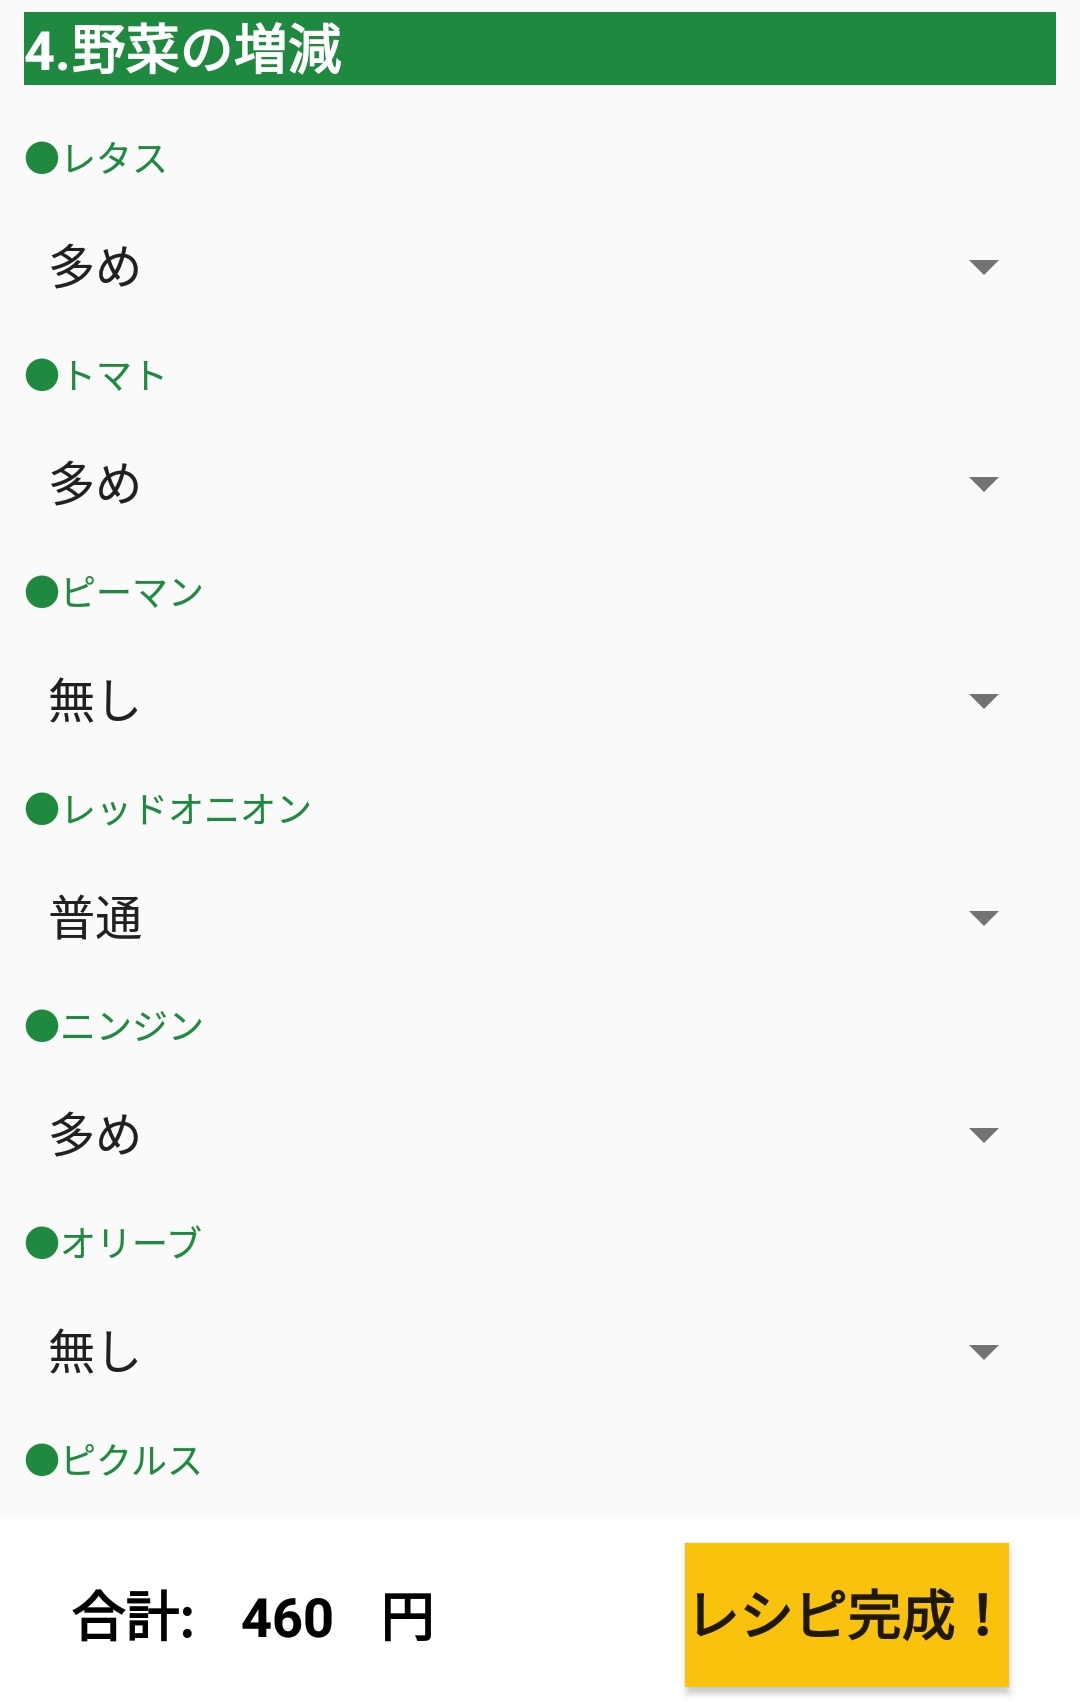 4.野菜の増減
●レタス
多め
●トマト
多め
●ピーマン
無し
●レッドオニオン
普通
●ニンジン
多め
●オリーブ
無し
●ピクルス
合計: 460 円
レシピ完成！